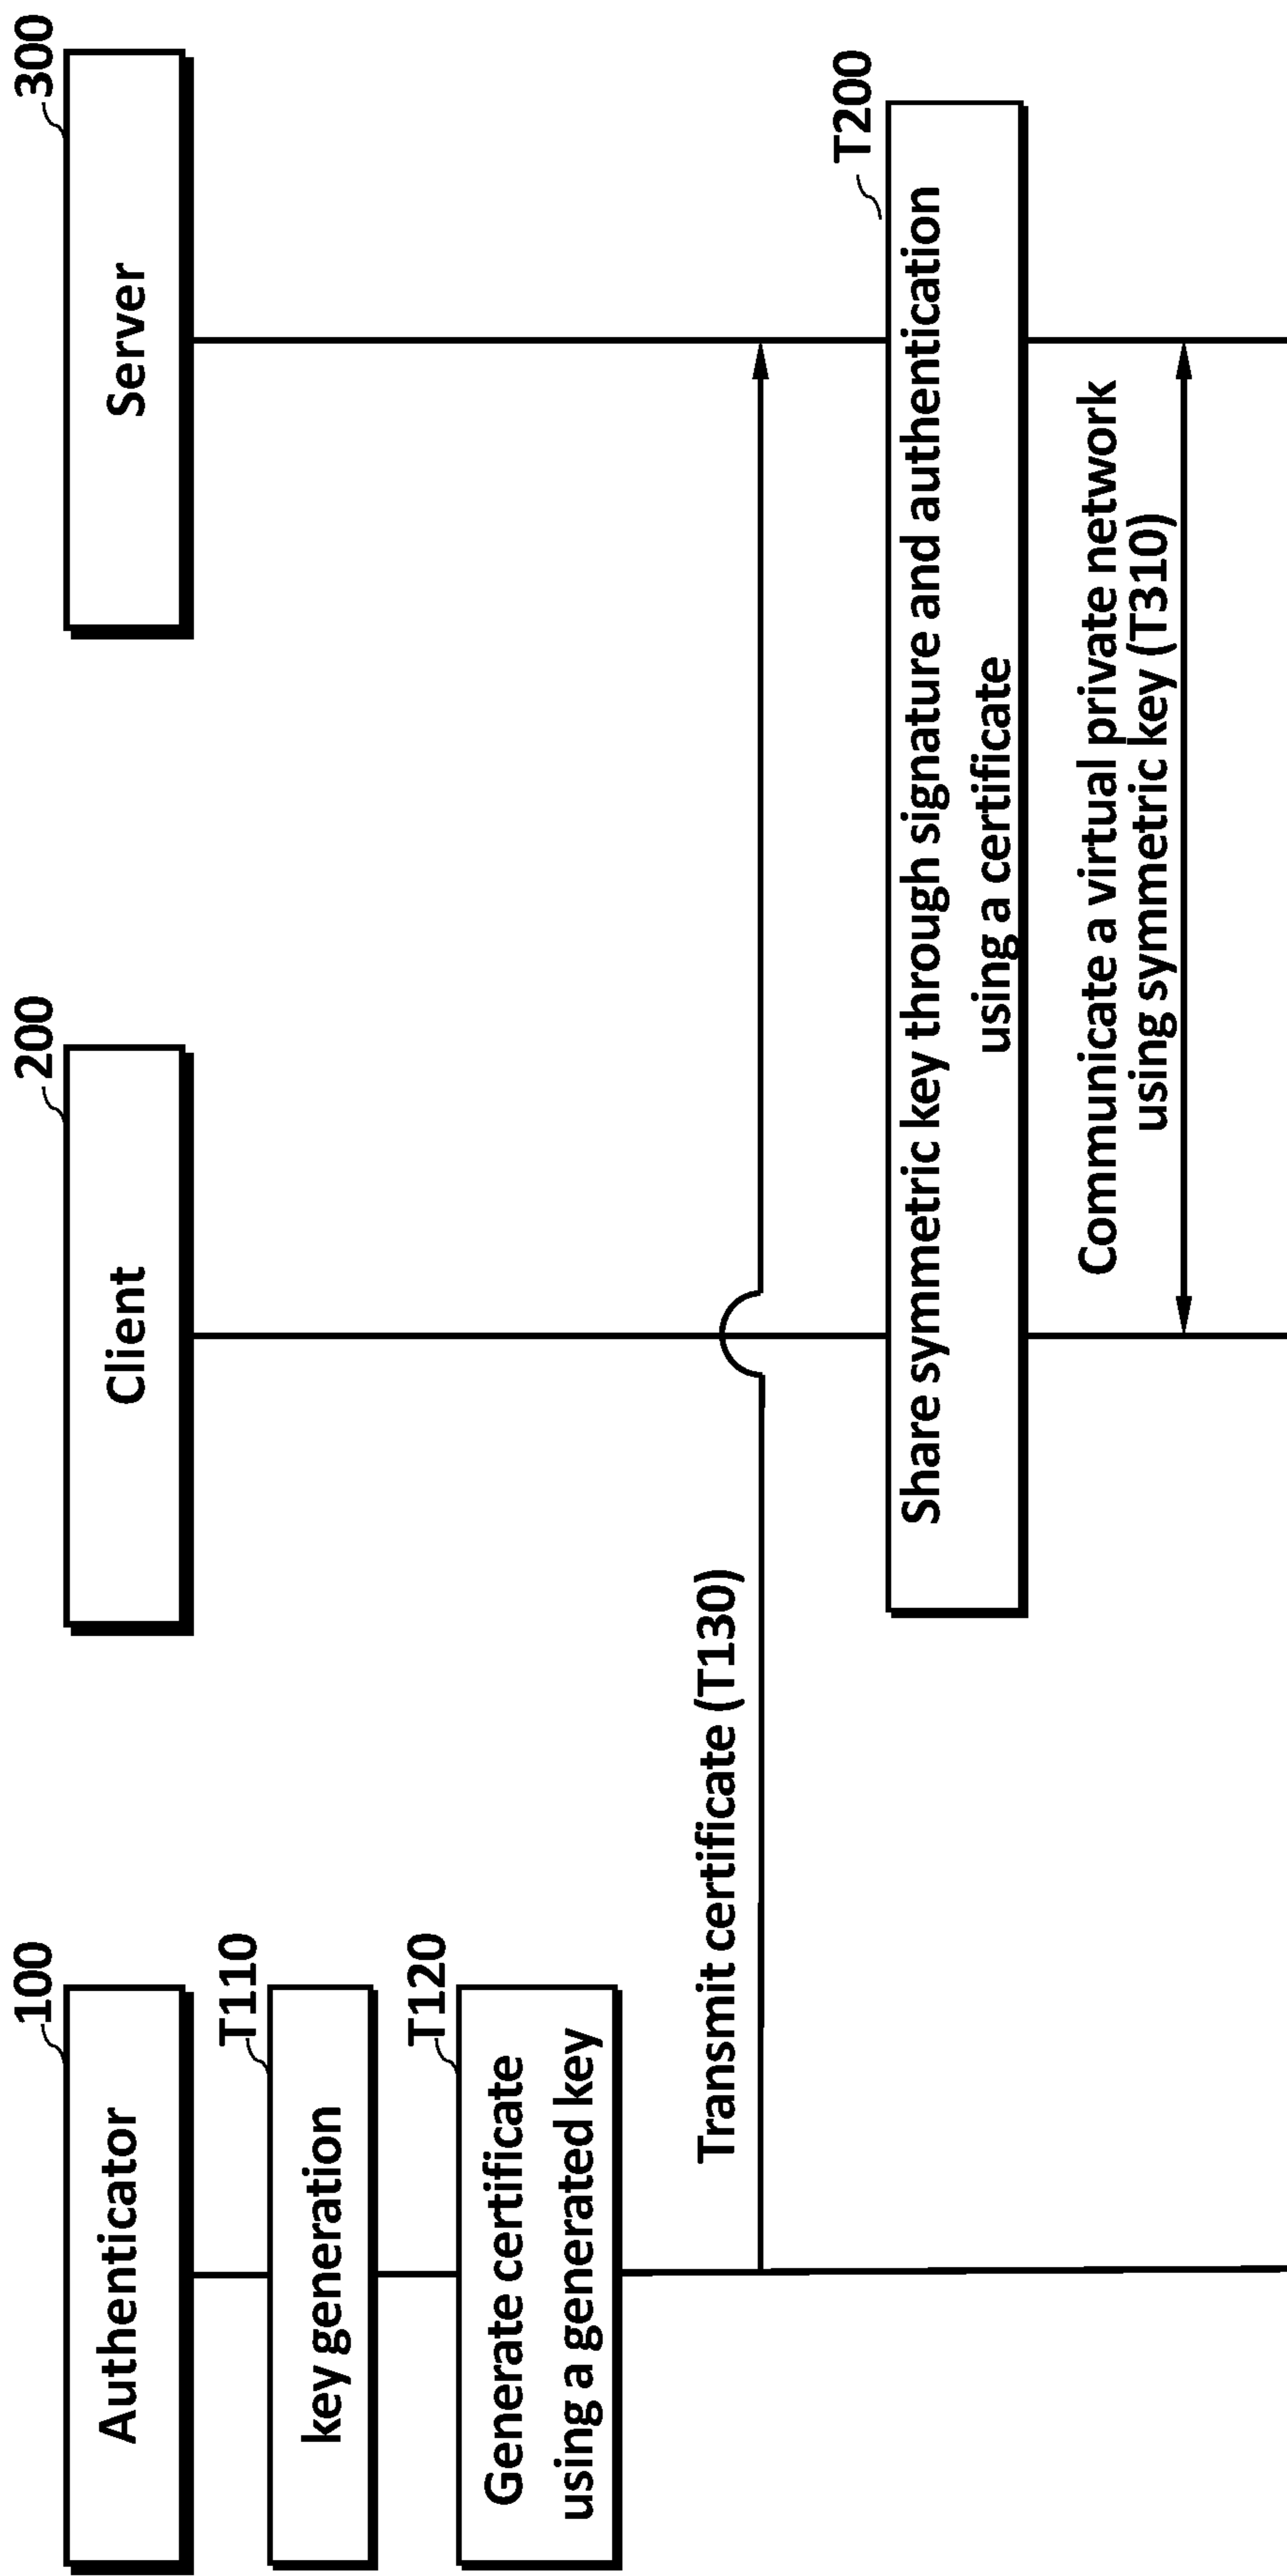 100
Authenticator
200
Client
300
Server
T110
key generation
T120
Generate certificate
using a generated key
Transmit certificate (T130)
T200
Share symmetric key through signature and authentication
using a certificate
Communicate a virtual private network
using symmetric key (T310)